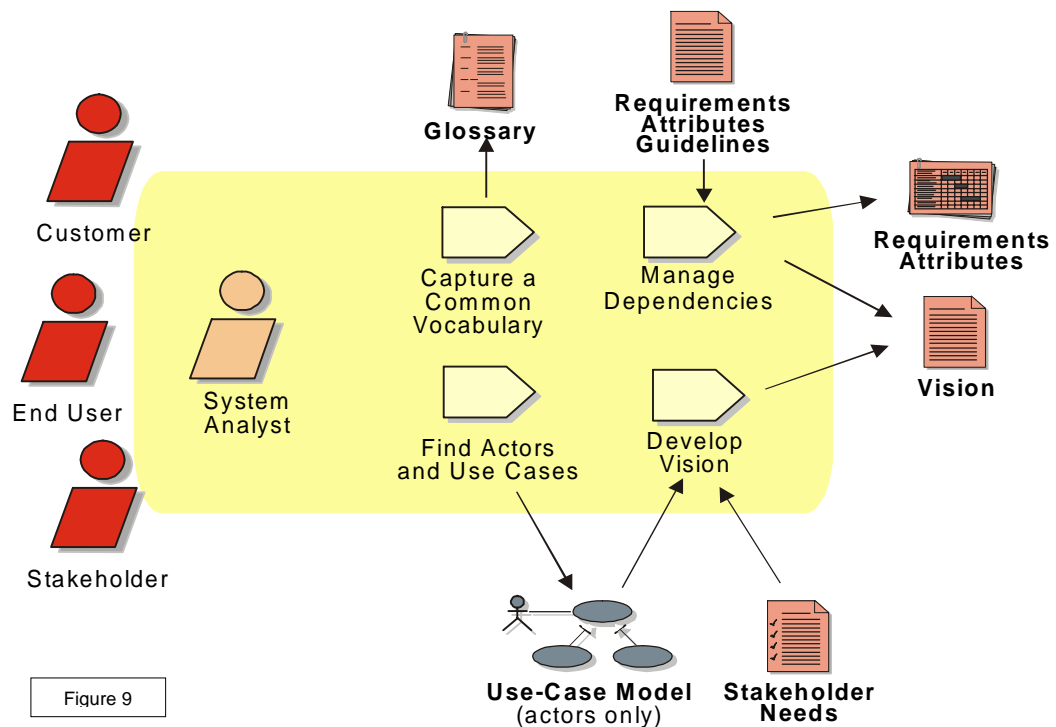 Glossary
Requirements
Attributes
Guidelines
Customer
Capture a
Common
Vocabulary
Manage
Dependencies
Requirements
Attributes
End User
System
Analyst
Vision
Find Actors
and Use Cases
Develop
Vision
Stakeholder
Use-Case Model
(actors only)
Stakeholder
Needs
Figure 9